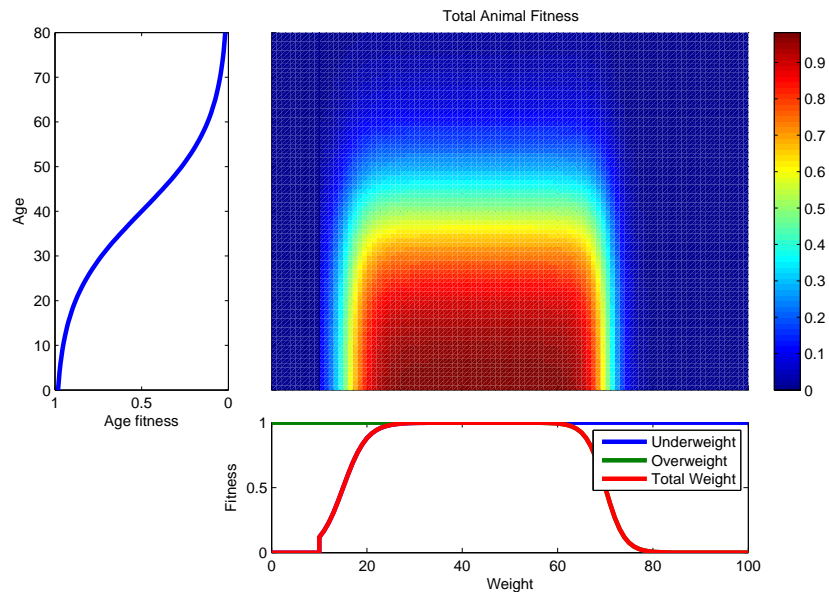 Total Animal Fitness
80
70
60
50
40
30
20
10
0
Age
1 0.5 0
Age fitness
0.9
0.8
0.7
0.6
0.5
0.4
0.3
0.2
0.1
0
1
0.5
0
Fitness
Underweight
Overweight
Total Weight
0 20 40 60 80 100
Weight